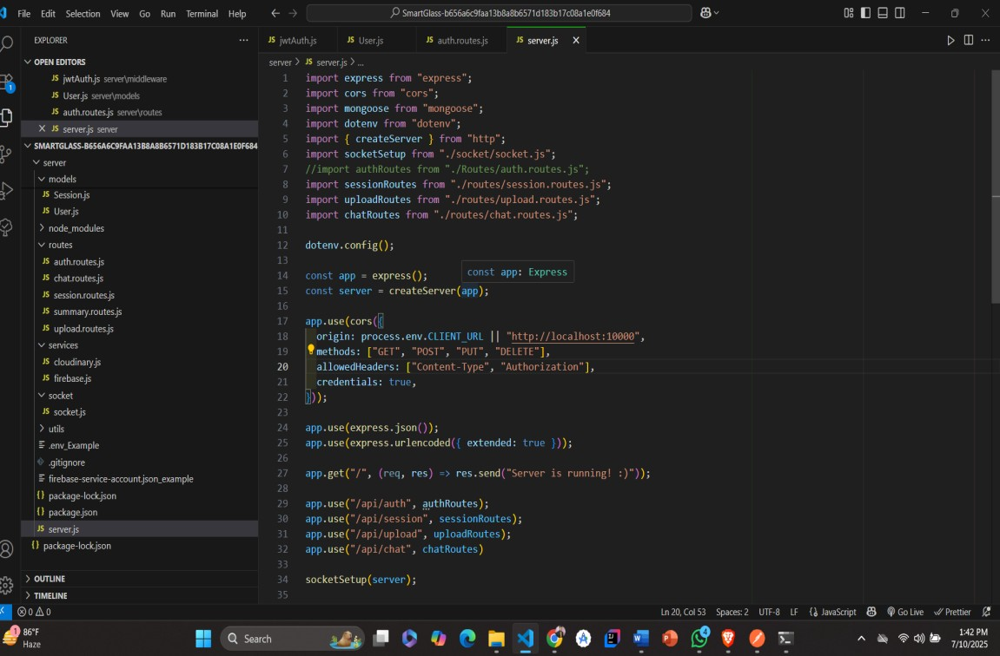 File Edit Selection View Go Run Terminal Help
SmartGlass-b656a6c9faa13b8a8b6571d183b17c08a1e0f684
EXPLORER
OPEN EDITORS
JS jwtAuth.js server\middleware
JS User.js server\models
JS auth.routes.js server\routes
JS server.js server
SMARTGLASS-B656A6C9FAA13B8A8B6571D183B17C08A1E0F684
server
models
JS Session.js
JS User.js
node_modules
routes
JS auth.routes.js
JS chat.routes.js
JS session.routes.js
JS summary.routes.js
JS upload.routes.js
services
JS cloudinary.js
JS firebase.js
socket
JS socket.js
utils
.env_Example
.gitignore
firebase-service-account.json_example
{} package-lock.json
{} package.json
JS server.js
{} package-lock.json
OUTLINE
TIMELINE
1
JS jwtAuth.js
JS User.js
JS auth.routes.js
JS server.js
server > JS server.js > ...
1 import express from "express";
2 import cors from "cors";
3 import mongoose from "mongoose";
4 import dotenv from "dotenv";
5 import { createServer } from "http";
6 import socketSetup from "./socket/socket.js";
7 //import authRoutes from "./Routes/auth.routes.js";
8 import sessionRoutes from "./routes/session.routes.js";
9 import uploadRoutes from "./routes/upload.routes.js";
10 import chatRoutes from "./routes/chat.routes.js";
11
12 dotenv.config();
13
const app: Express
14 const app = express();
15 const server = createServer(app);
16
17 app.use(cors({
18 origin: process.env.CLIENT_URL || "http://localhost:10000",
19 methods: ["GET", "POST", "PUT", "DELETE"],
20 allowedHeaders: ["Content-Type", "Authorization"],
21 credentials: true,
22 }));
23
24 app.use(express.json());
25 app.use(express.urlencoded({ extended: true }));
26
27 app.get("/", (req, res) => res.send("Server is running! :)"));
28
29 app.use("/api/auth", authRoutes);
30 app.use("/api/session", sessionRoutes);
31 app.use("/api/upload", uploadRoutes);
32 app.use("/api/chat", chatRoutes)
33
34 socketSetup(server);
35
0 0 Ln 20, Col 53 Spaces: 2 UTF-8 LF {} JavaScript Go Live Prettier
86°F
Haze
1
Search
4
1:42 PM
7/10/2025